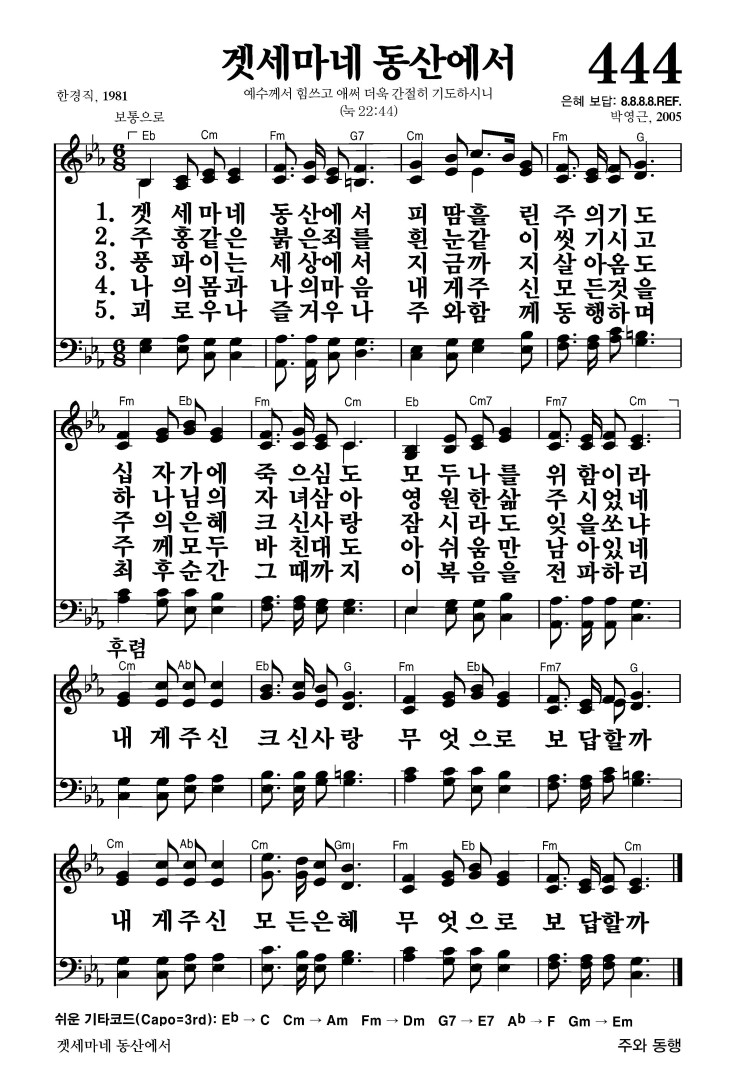 겟세마네 동산에서 444
한경직, 1981 예수께서 힘쓰고 애써 더욱 간절히 기도하시니 은혜 보답: 8.8.8.8.REF.
보통으로 (눅 22:44) 박영근, 2005
Eb Cm Fm G7 Cm Fm G
1. 겟 세마네 동산에서 피 땀흘 린 주의기도
2. 주 홍같은 붉은죄를 흰 눈같 이 씻기시고
3. 풍 파이는 세상에서 지 금까 지 살아옴도
4. 나 의몸과 나의마음 내 게주 신 모든것을
5. 괴 로우나 즐거우나 주 와함 께 동행하며
Fm Eb Fm Cm Eb Cm7 Fm7 Cm
십 자가에 죽으심도 모 두나를 위함이라
하 나님의 자녀삼아 영 원한삶 주시었네
주 의은혜 크신사랑 잠 시라도 잊을쏘냐
주 께모두 바친대도 아 쉬움만 남아있네
최 후순간 그때까지 이 복음을 전파하리
후렴
Cm Ab Eb G Fm Eb Fm7 G
내 게주신 크신사랑 무 엇으로 보답할까
Cm Ab Cm Gm Fm Eb Fm Cm
내 게주신 모든은혜 무 엇으로 보답할까
쉬운 기타코드(Capo=3rd): Eb → C Cm → Am Fm → Dm G7 → E7 Ab → F Gm → Em
겟세마네 동산에서 주와 동행